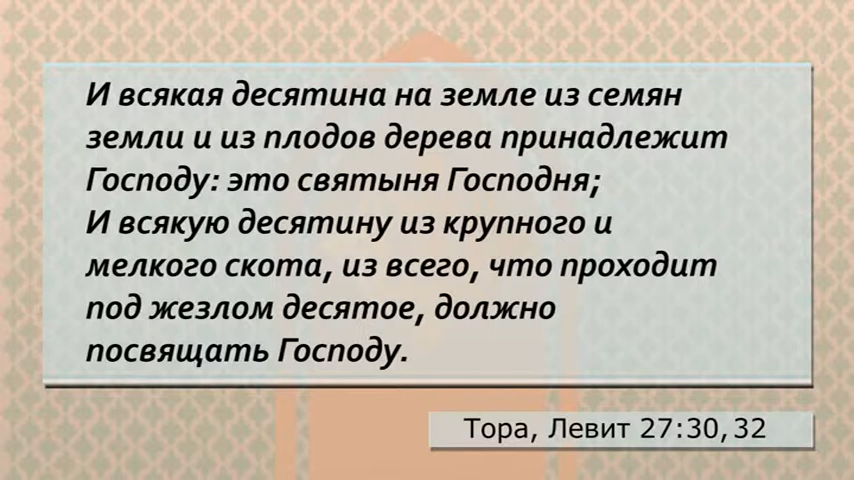 И всякая десятина на земле из семян
земли и из плодов дерева принадлежит
Господу: это святыня Господня;
И всякую десятину из крупного и
мелкого скота, из всего, что проходит
под жезлом десятое, должно
посвящать Господу.
Тора, Левит 27:30,32